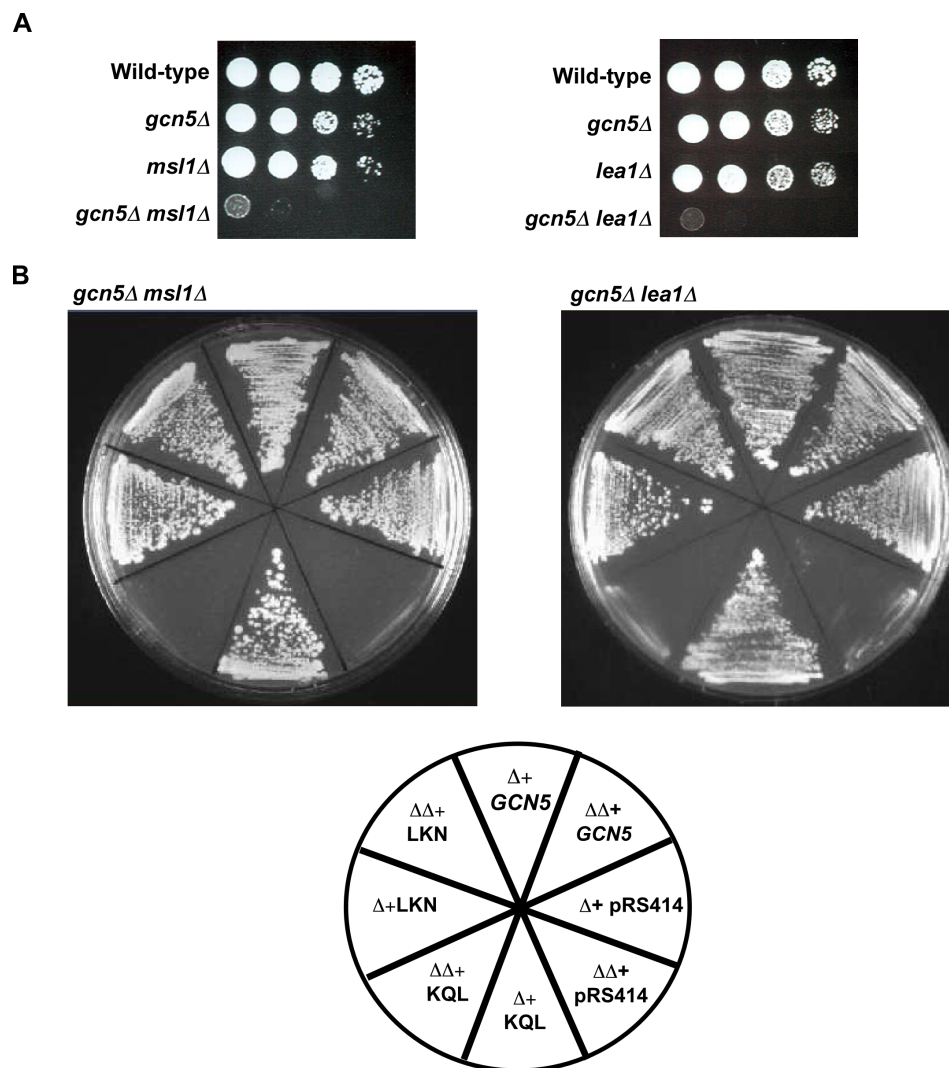 A
Wild-type
gcn5Δ
msl1Δ
gcn5Δ msl1Δ
Wild-type
gcn5Δ
lea1Δ
gcn5Δ lea1Δ
B
gcn5Δ msl1Δ
gcn5Δ lea1Δ
Δ+
GCN5
ΔΔ+
GCN5
Δ+ pRS414
ΔΔ+
pRS414
Δ+
KQL
ΔΔ+
KQL
Δ+LKN
ΔΔ+
LKN